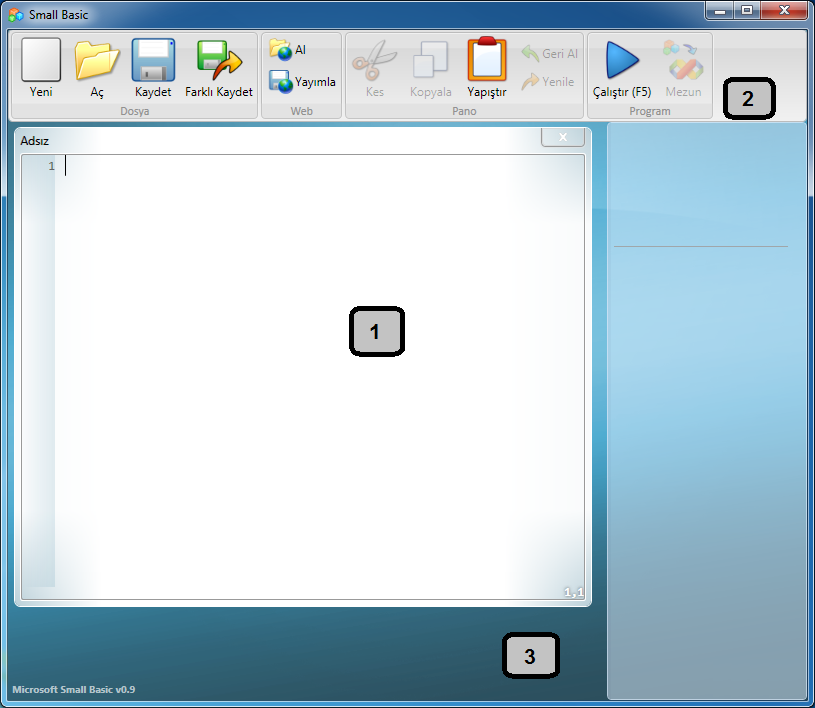 Small Basic
Yeni
Aç
Kaydet
Farklı Kaydet
Dosya
Al
Yayımla
Web
Kes
Kopyala
Yapıştır
Geri Al
Yenile
Pano
Çalıştır (F5)
Mezun
Program
2
Adsız
1
1
1,1
3
Microsoft Small Basic v0.9